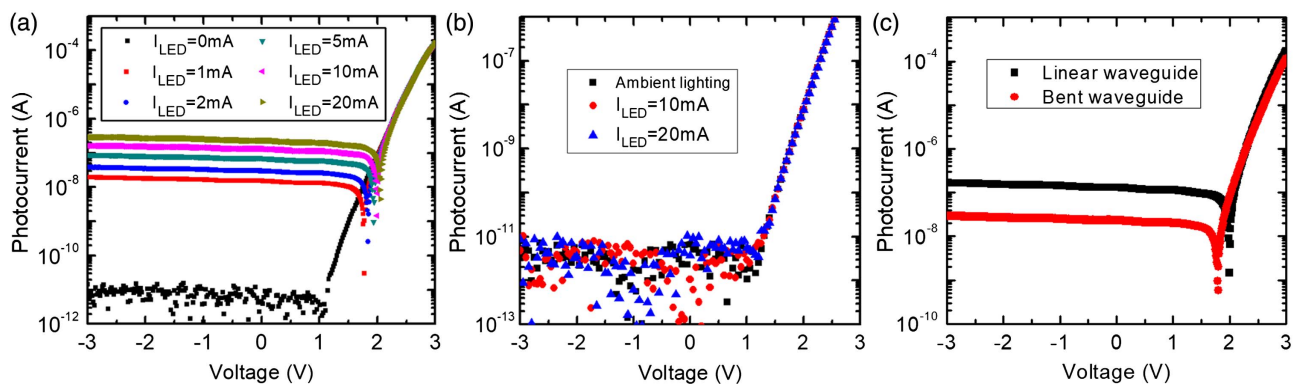 (a)
I_LED=0mA
I_LED=5mA
I_LED=1mA
I_LED=10mA
I_LED=2mA
I_LED=20mA
Photocurrent (A)
10^-4
10^-6
10^-8
10^-10
10^-12
-3 -2 -1 0 1 2 3
Voltage (V)
(b)
Ambient lighting
I_LED=10mA
I_LED=20mA
Photocurrent (A)
10^-7
10^-9
10^-11
10^-13
-3 -2 -1 0 1 2 3
Voltage (V)
(c)
Linear waveguide
Bent waveguide
Photocurrent (A)
10^-4
10^-6
10^-8
10^-10
-3 -2 -1 0 1 2 3
Voltage (V)